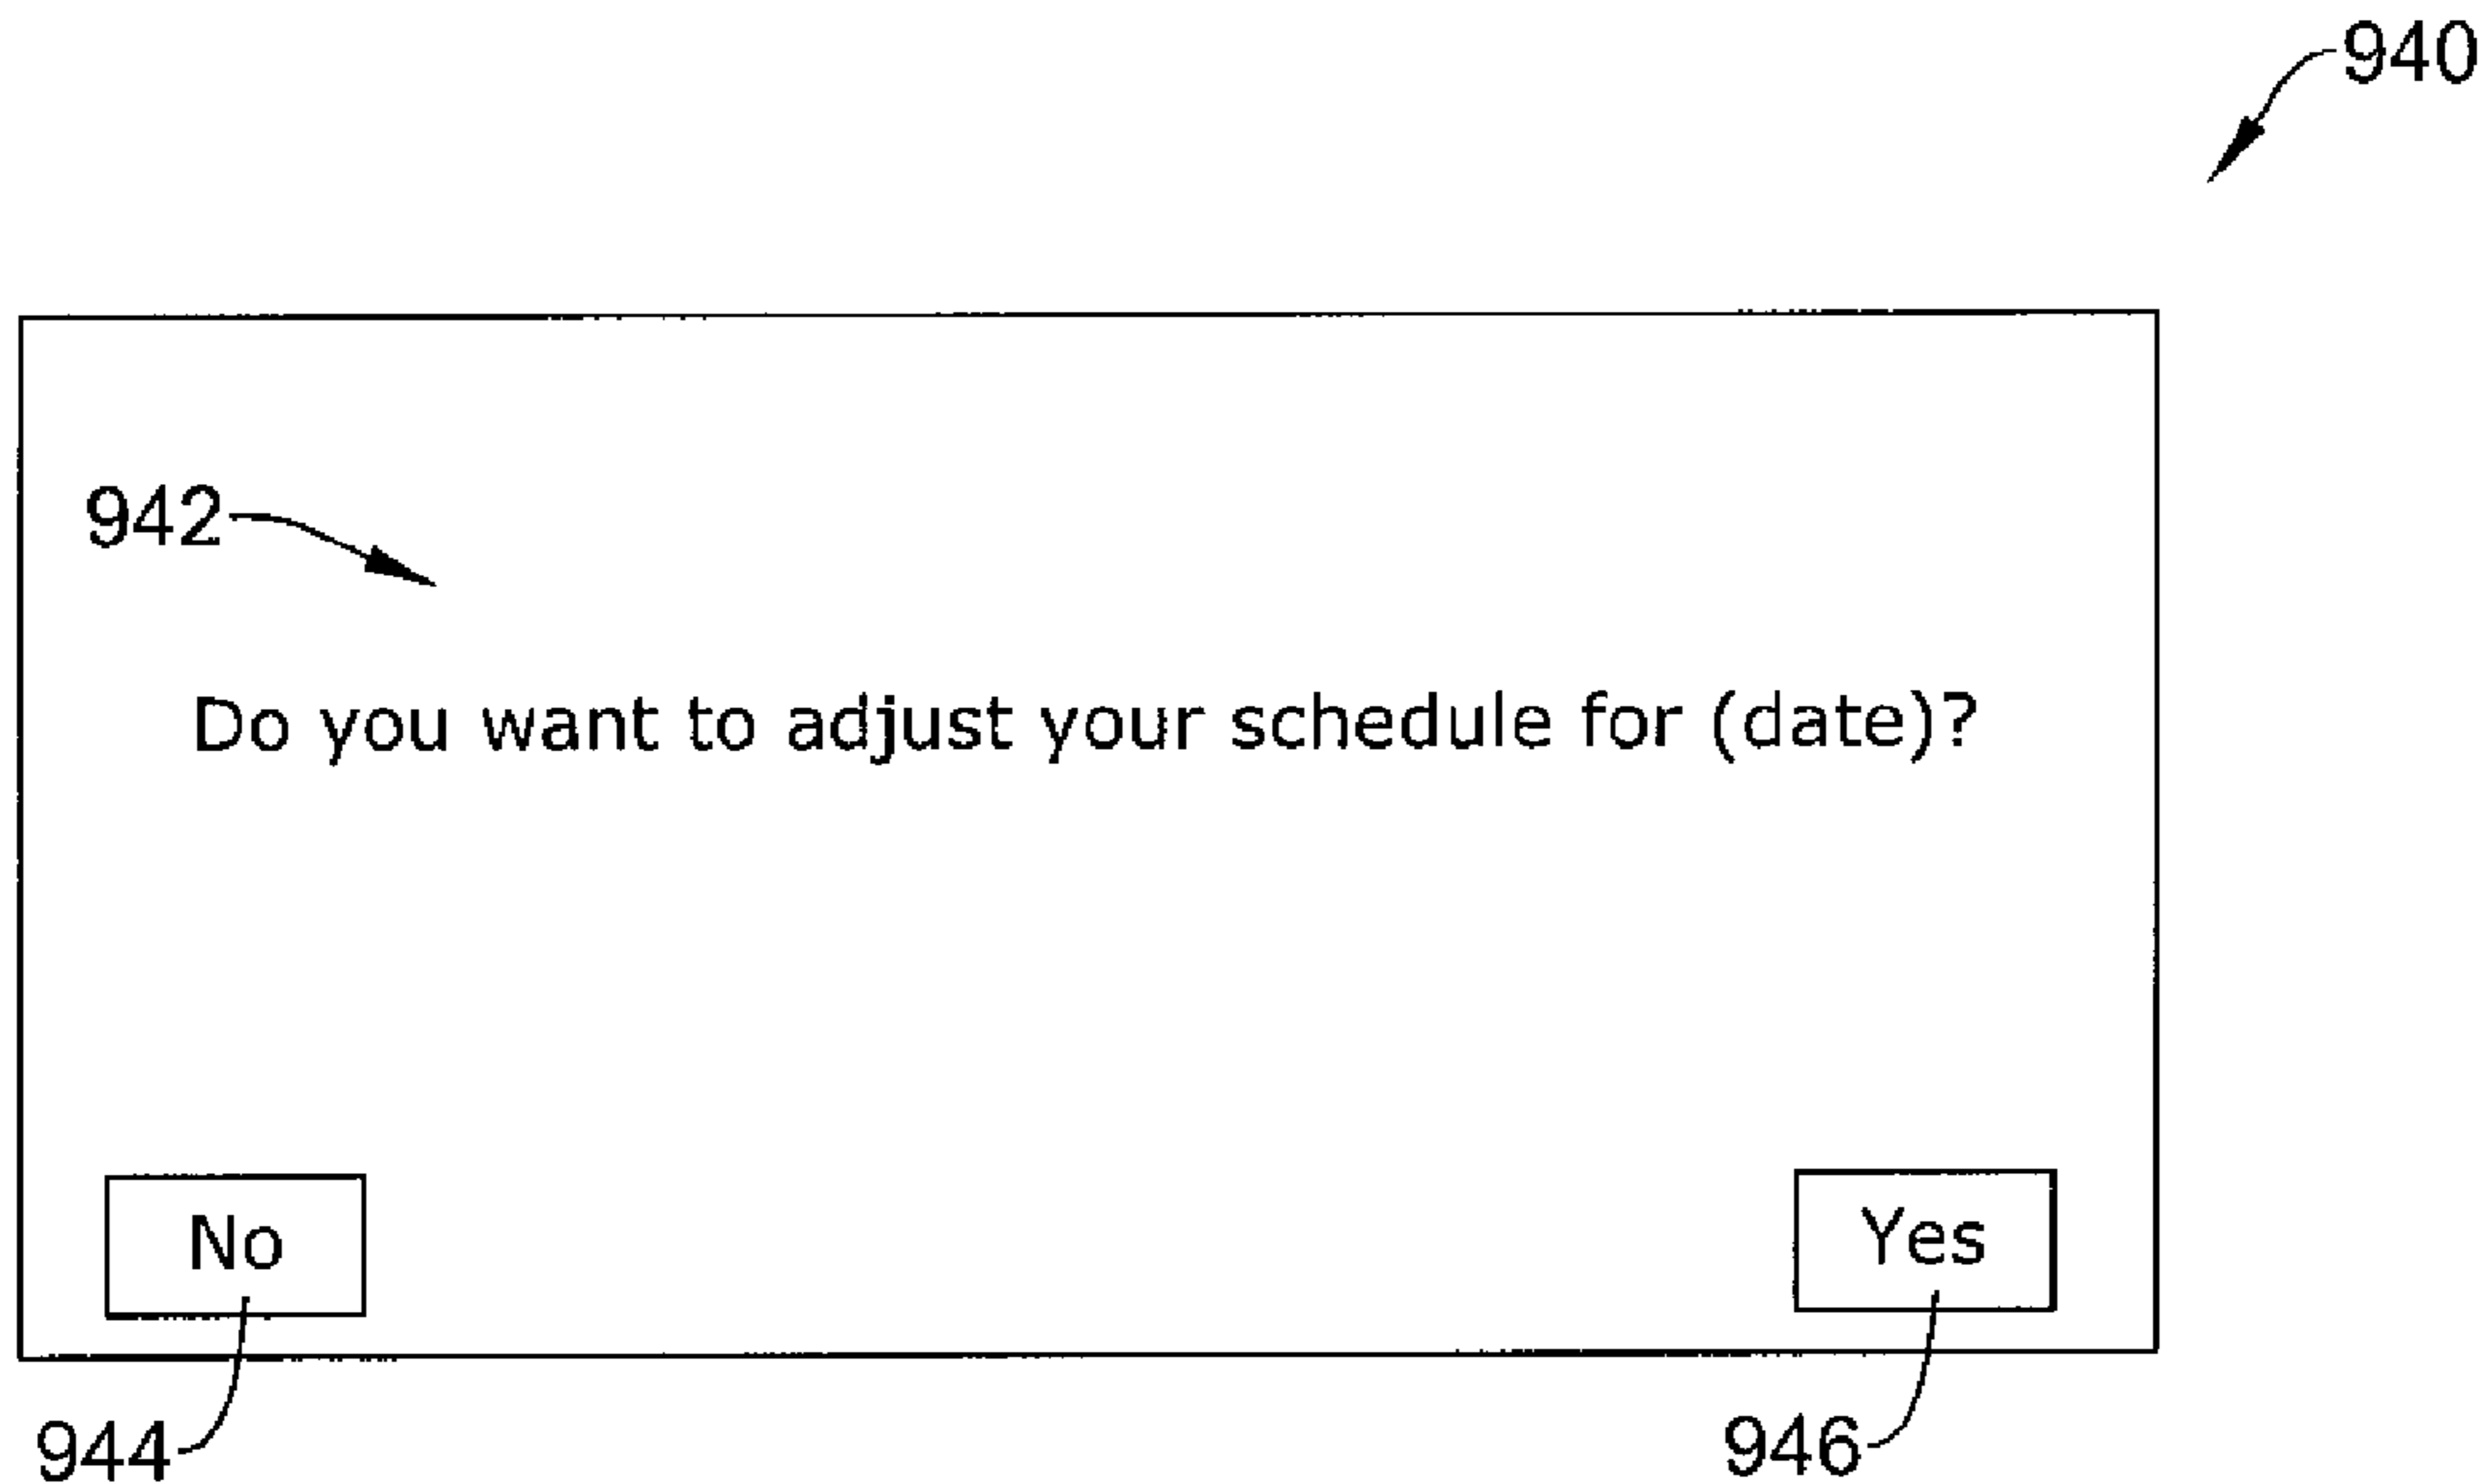 940
942
Do you want to adjust your schedule for (date)?
No
Yes
944
946